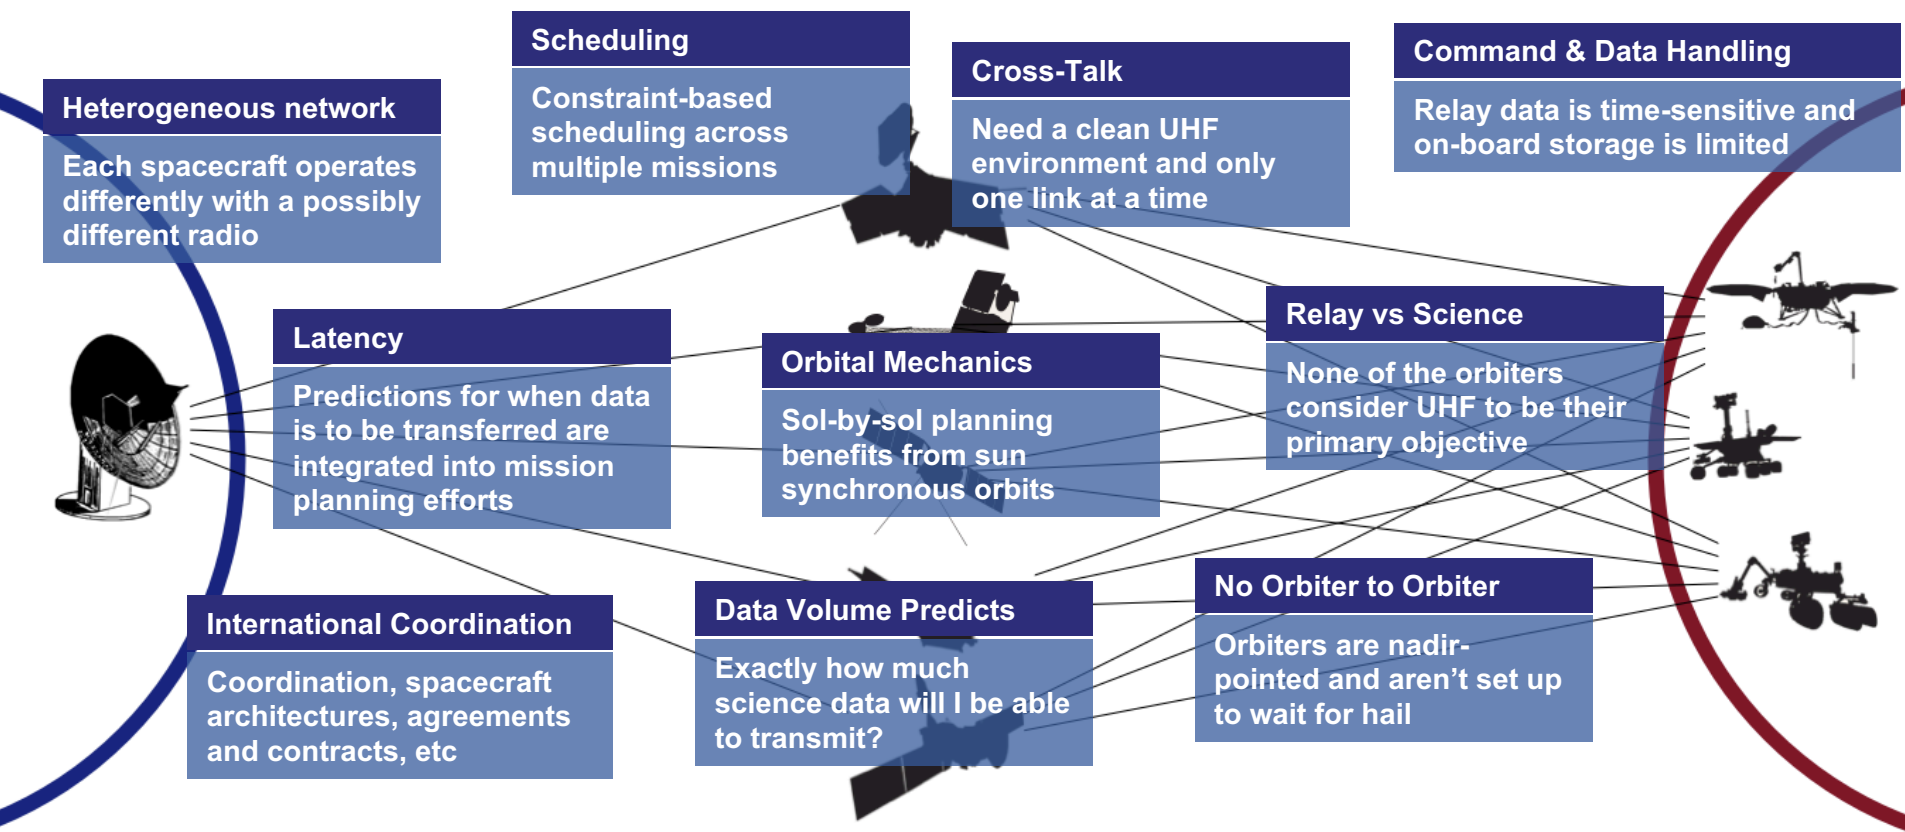 Scheduling
Constraint-based
scheduling across
multiple missions
Cross-Talk
Need a clean UHF
environment and only
one link at a time
Command & Data Handling
Relay data is time-sensitive and
on-board storage is limited
Heterogeneous network
Each spacecraft operates
differently with a possibly
different radio
Latency
Predictions for when data
is to be transferred are
integrated into mission
planning efforts
Orbital Mechanics
Sol-by-sol planning
benefits from sun
synchronous orbits
Relay vs Science
None of the orbiters
consider UHF to be their
primary objective
International Coordination
Coordination, spacecraft
architectures, agreements
and contracts, etc
Data Volume Predicts
Exactly how much
science data will I be able
to transmit?
No Orbiter to Orbiter
Orbiters are nadir-
pointed and aren’t set up
to wait for hail